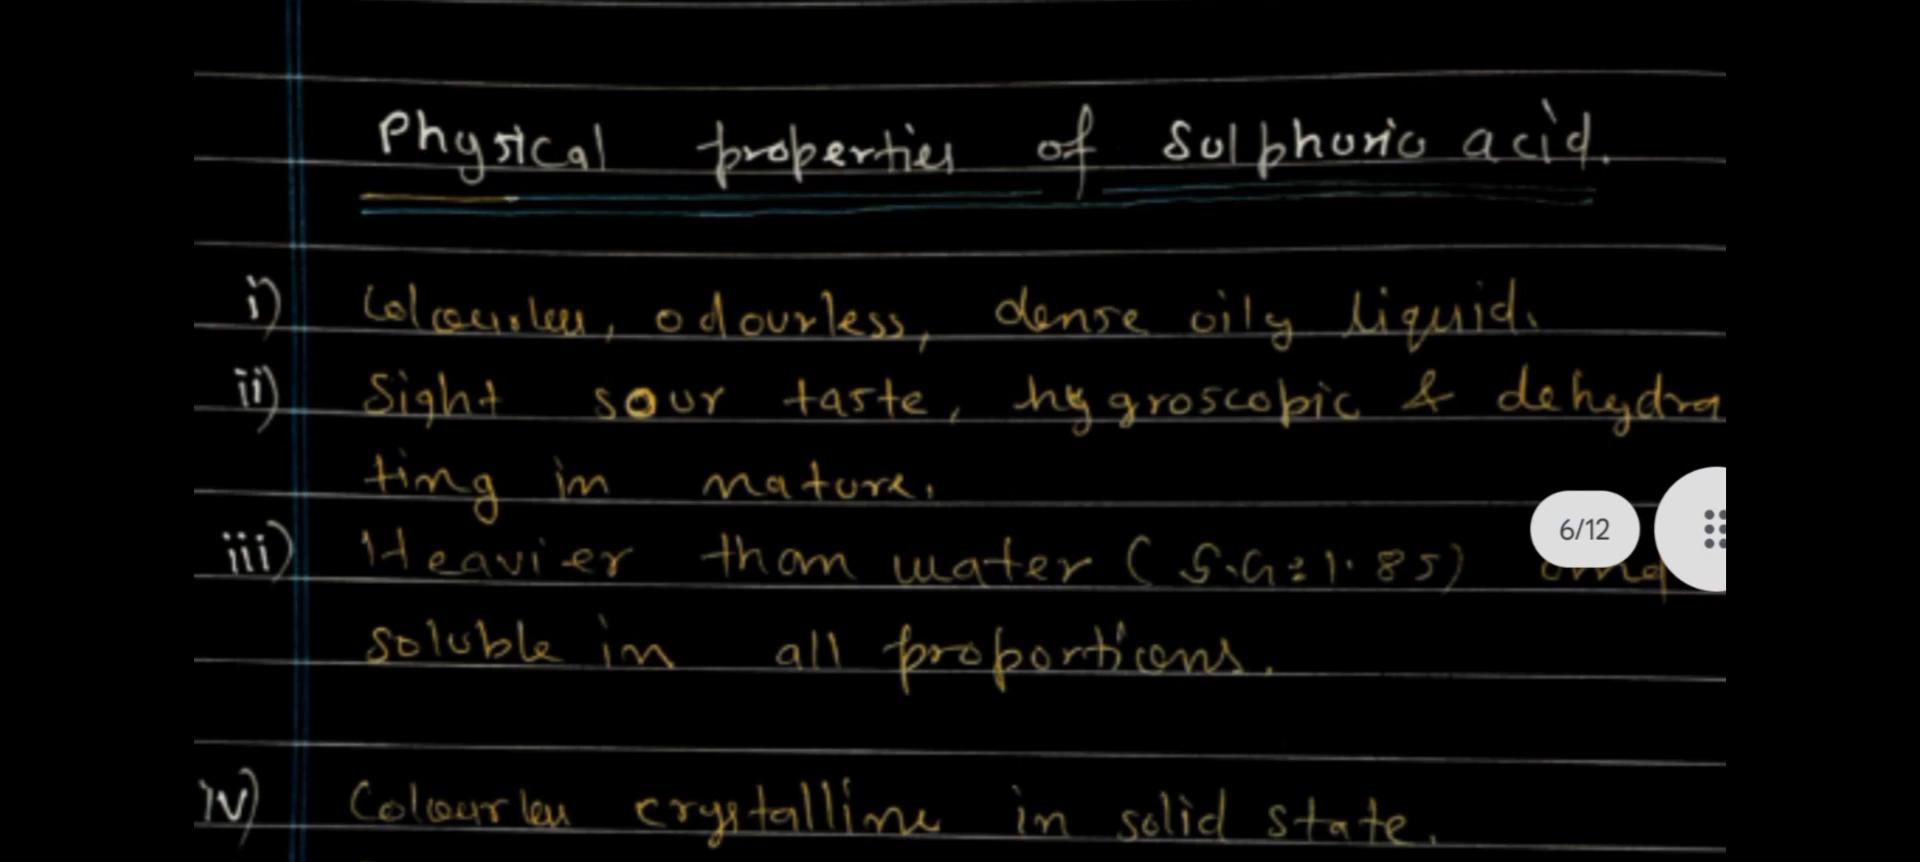 Physical properties of Sulphuric acid.
i) Colourless, odourless, dense oily liquid.
ii) Sight sour taste, hygroscopic & dehydra
ting in nature.
iii) Heavier than water (S.G = 1.85) and
6/12
soluble in all proportions.
iv) Colourless crystalline in solid state.